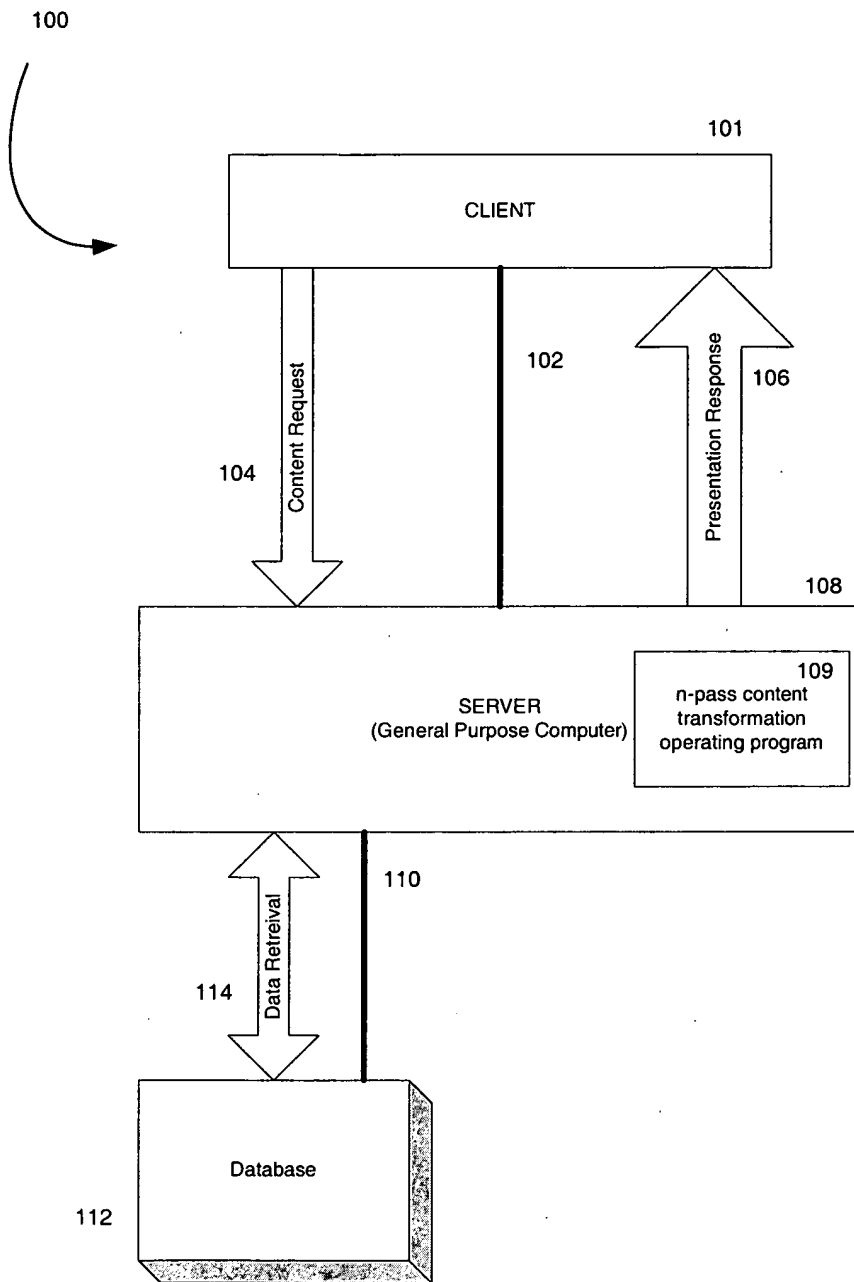 100
101
CLIENT
Content Request
102
Presentation Response
106
104
108
109
n-pass content
transformation
operating program
SERVER
(General Purpose Computer)
110
Data Retreival
114
Database
112